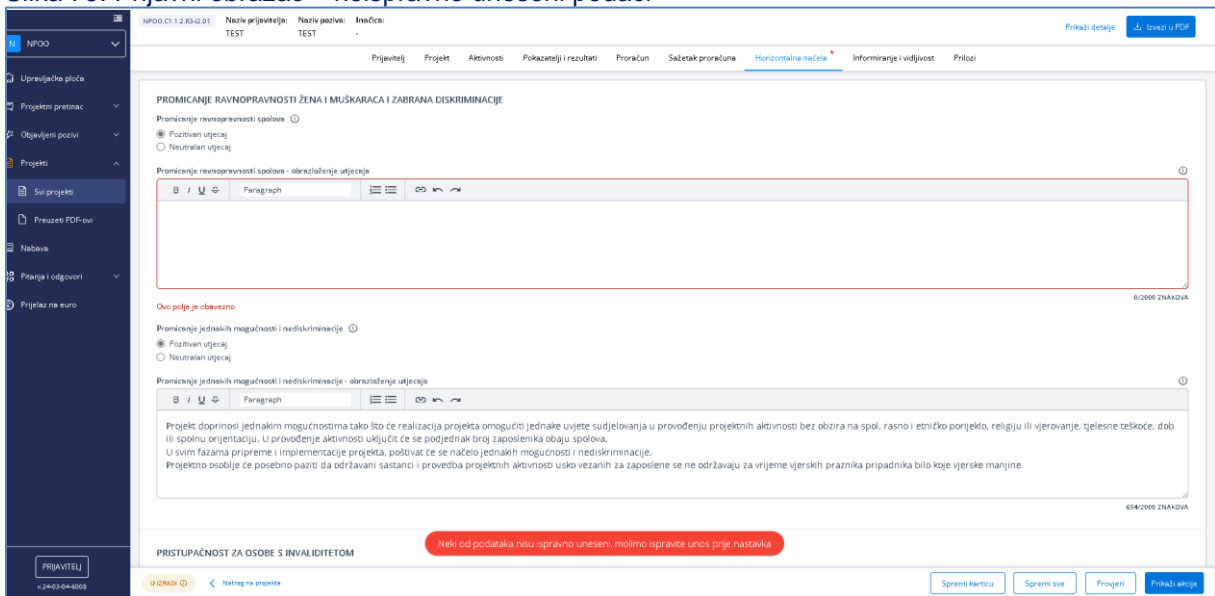 NPOO.C1.1.2.R3-I2.01
Naziv prijavitelja: Naziv poziva: Inačica:
TEST TEST -
Prikaži detalje
Izvezi u PDF
N NPOO
Upravljačka ploča
Projektni pretinac
Objavljeni pozivi
Projekti
Svi projekti
Preuzeti PDF-ovi
Nabava
Pitanja i odgovori
Prijelaz na euro
PRIJAVITELJ
v.24-03-04-6008
Prijavitelj Projekt Aktivnosti Pokazatelji i rezultati Proračun Sažetak proračuna Horizontalna načela * Informiranje i vidljivost Prilozi
PROMICANJE RAVNOPRAVNOSTI ŽENA I MUŠKARACA I ZABRANA DISKRIMINACIJE
Promicanje ravnopravnosti spolova
Pozitivan utjecaj
Neutralan utjecaj
Promicanje ravnopravnosti spolova - obrazloženje utjecaja
B I U S Paragraph
0/2000 ZNAKOVA
Ovo polje je obavezno
Promicanje jednakih mogućnosti i nediskriminacije
Pozitivan utjecaj
Neutralan utjecaj
Promicanje jednakih mogućnosti i nediskriminacije - obrazloženje utjecaja
B I U S Paragraph
Projekt doprinosi jednakim mogućnostima tako što će realizacija projekta omogućiti jednake uvjete sudjelovanja u provođenju projektnih aktivnosti bez obzira na spol, rasno i etničko porijeklo, religiju ili vjerovanje, tjelesne teškoće, dob
ili spolnu orijentaciju. U provođenje aktivnosti uključit će se podjednak broj zaposlenika obaju spolova.
U svim fazama pripreme i implementacije projekta, poštivat će se načelo jednakih mogućnosti i nediskriminacije.
Projektno osoblje će posebno paziti da održavani sastanci i provedba projektnih aktivnosti usko vezanih za zaposlene se ne održavaju za vrijeme vjerskih praznika pripadnika bilo koje vjerske manjine
654/2000 ZNAKOVA
PRISTUPAČNOST ZA OSOBE S INVALIDITETOM
Neki od podataka nisu ispravno uneseni, molimo ispravite unos prije nastavka
U IZRADI
Natrag na projekte
Spremi karticu
Spremi sve
Provjeri
Prikaži akcije